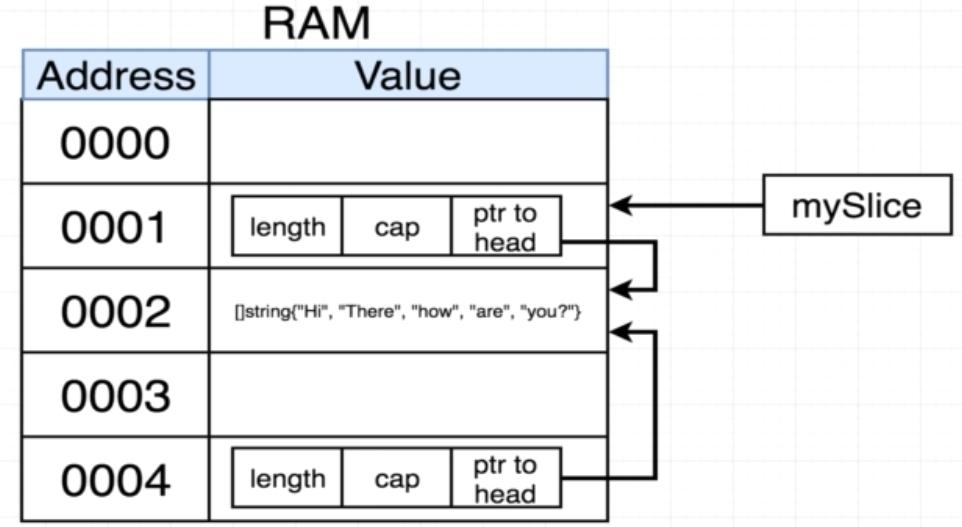 RAM
Address Value
0000
0001 length cap ptr to head mySlice
0002 []string{"Hi", "There", "how", "are", "you?"}
0003
0004 length cap ptr to head